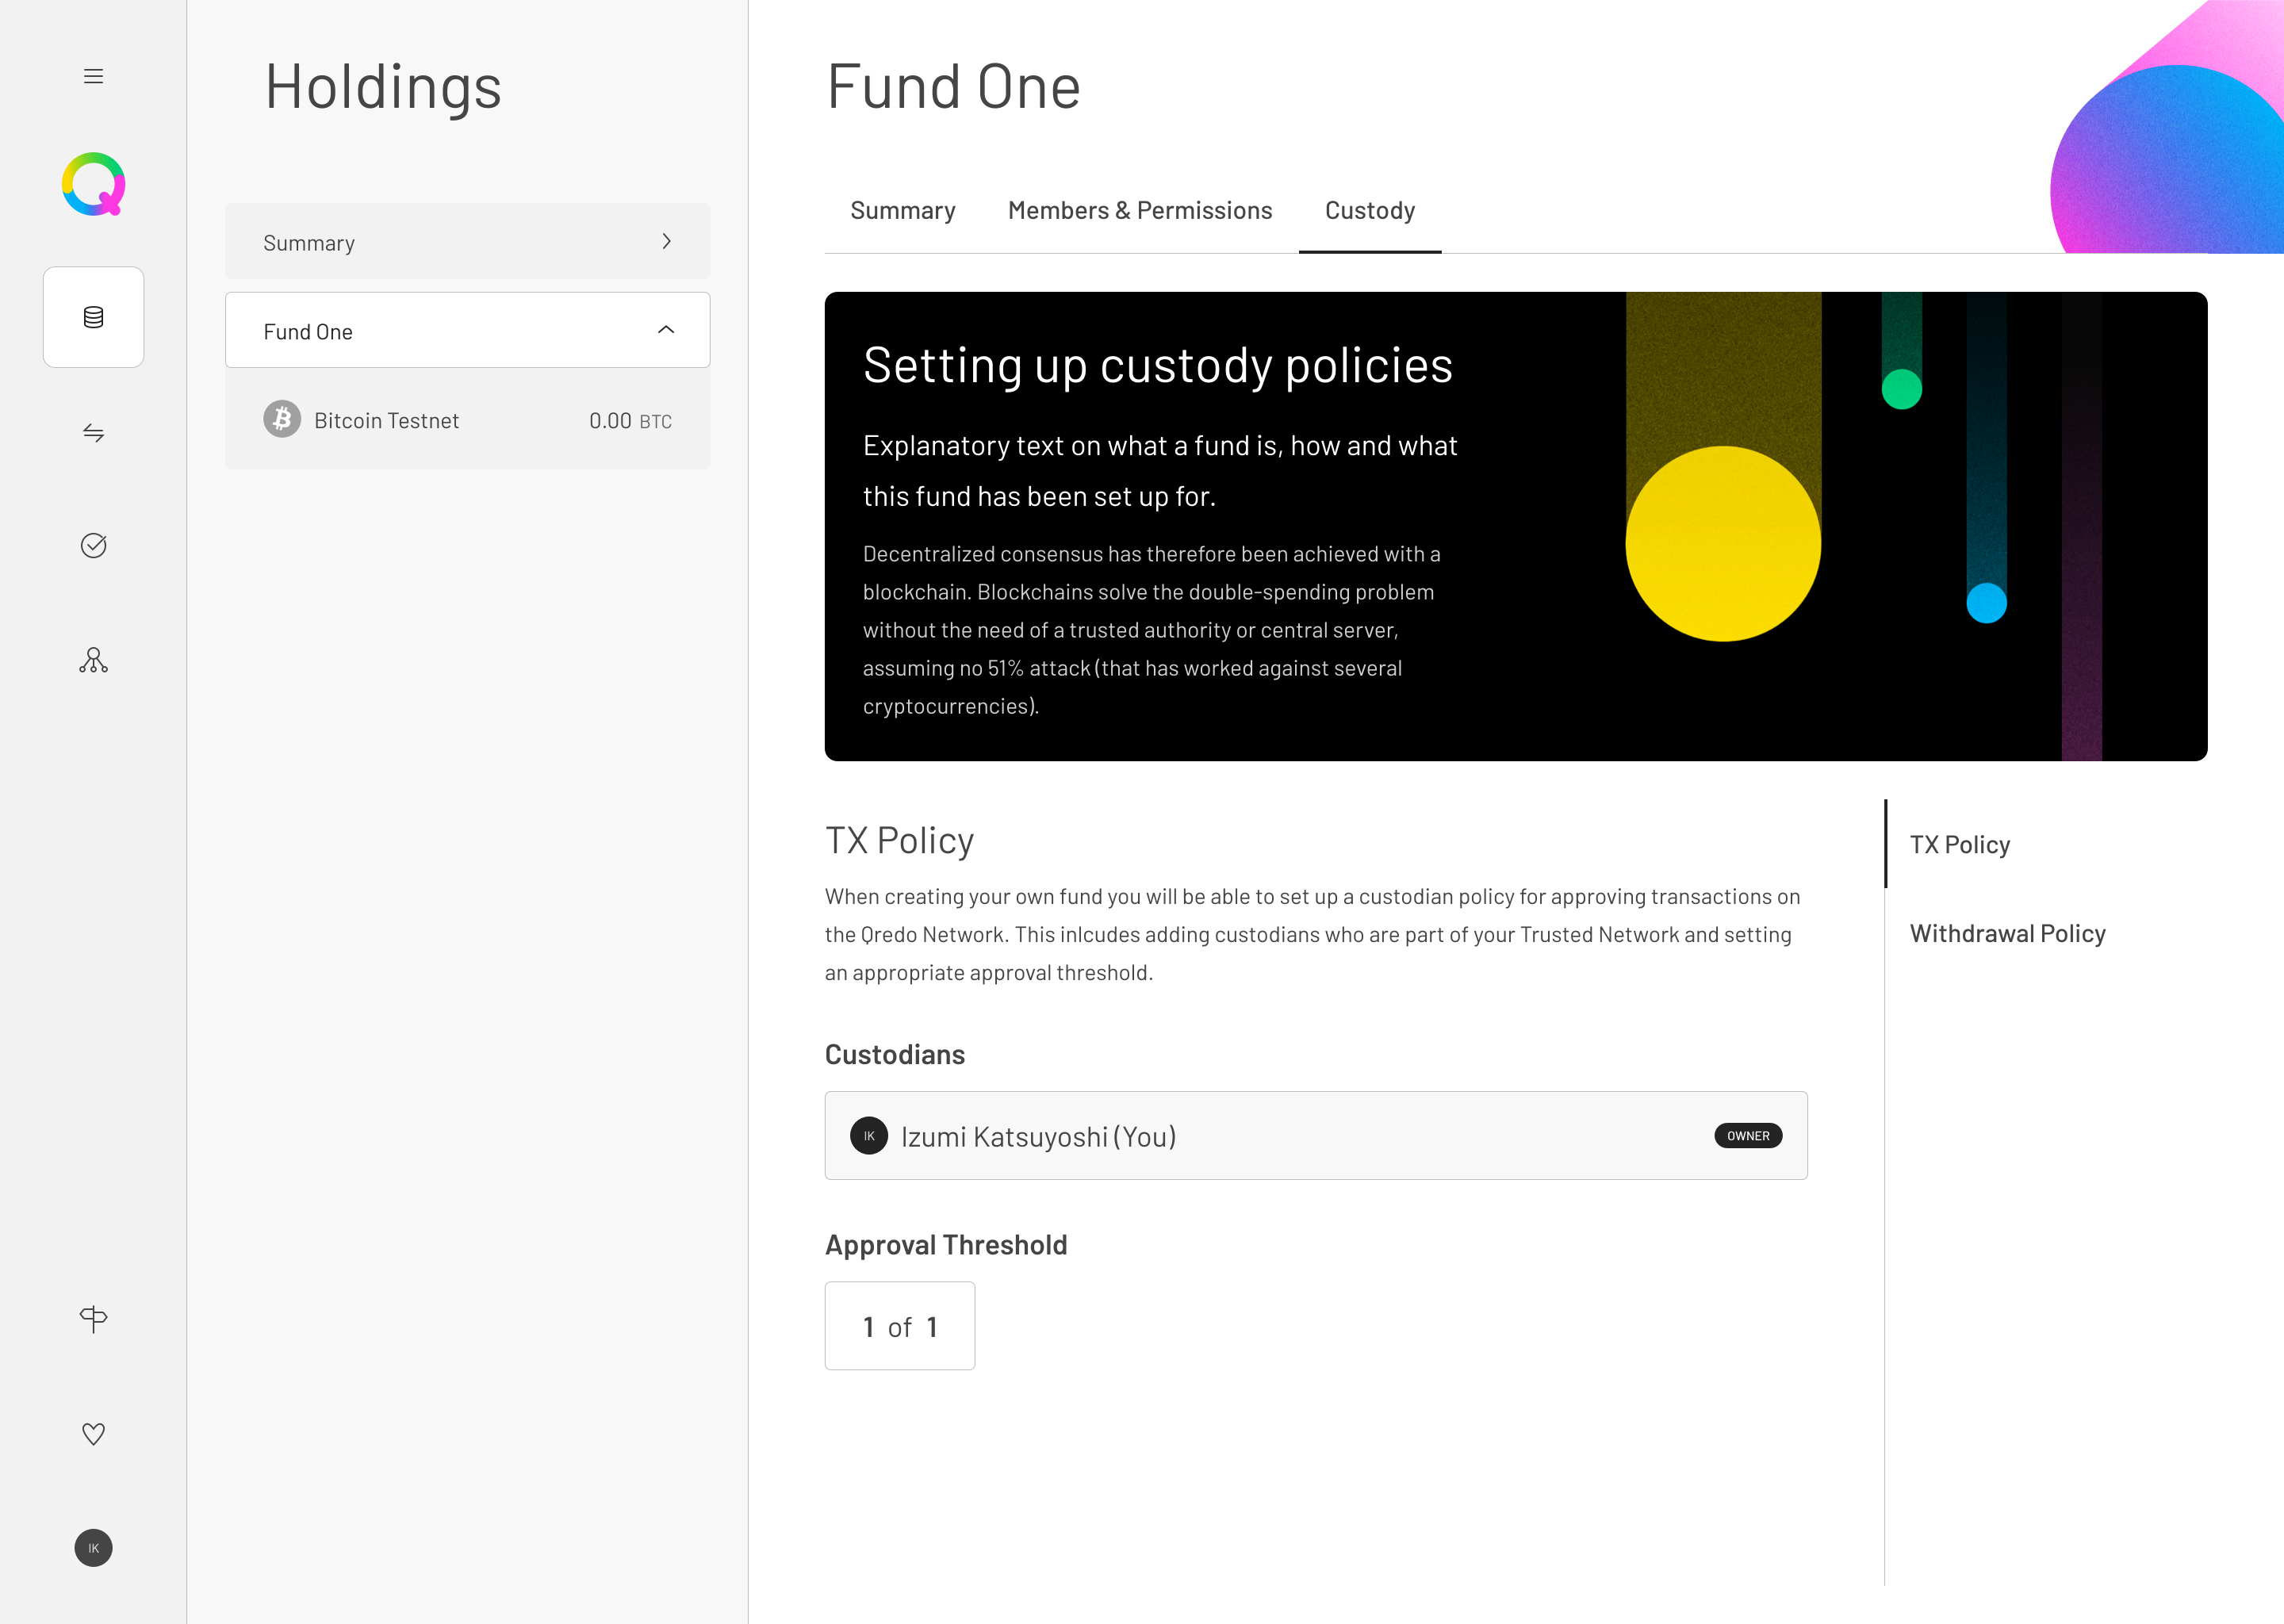 Holdings
Summary
Fund One
Bitcoin Testnet 0.00 BTC
IK
Fund One
Summary Members & Permissions Custody
Setting up custody policies
Explanatory text on what a fund is, how and what
this fund has been set up for.
Decentralized consensus has therefore been achieved with a
blockchain. Blockchains solve the double-spending problem
without the need of a trusted authority or central server,
assuming no 51% attack (that has worked against several
cryptocurrencies).
TX Policy
When creating your own fund you will be able to set up a custodian policy for approving transactions on
the Qredo Network. This inlcudes adding custodians who are part of your Trusted Network and setting
an appropriate approval threshold.
Custodians
IK Izumi Katsuyoshi (You) OWNER
Approval Threshold
1 of 1
TX Policy
Withdrawal Policy